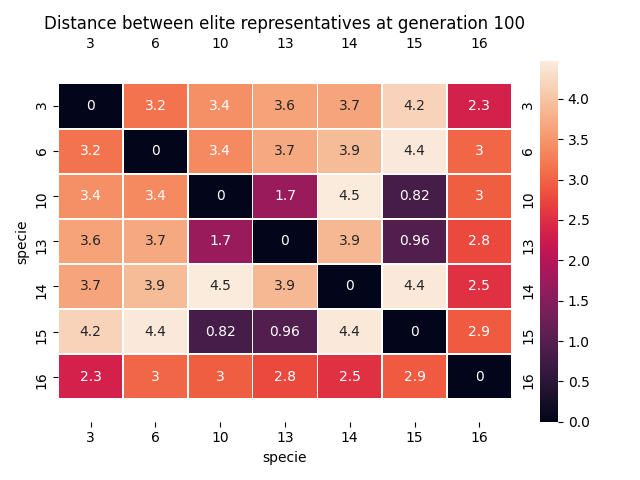 Distance between elite representatives at generation 100
3 6 10 13 14 15 16
3 0 3.2 3.4 3.6 3.7 4.2 2.3 3
6 3.2 0 3.4 3.7 3.9 4.4 3 6
10 3.4 3.4 0 1.7 4.5 0.82 3 10
13 3.6 3.7 1.7 0 3.9 0.96 2.8 13
14 3.7 3.9 4.5 3.9 0 4.4 2.5 14
15 4.2 4.4 0.82 0.96 4.4 0 2.9 15
16 2.3 3 3 2.8 2.5 2.9 0 16
3 6 10 13 14 15 16
specie
specie
4.0
3.5
3.0
2.5
2.0
1.5
1.0
0.5
0.0